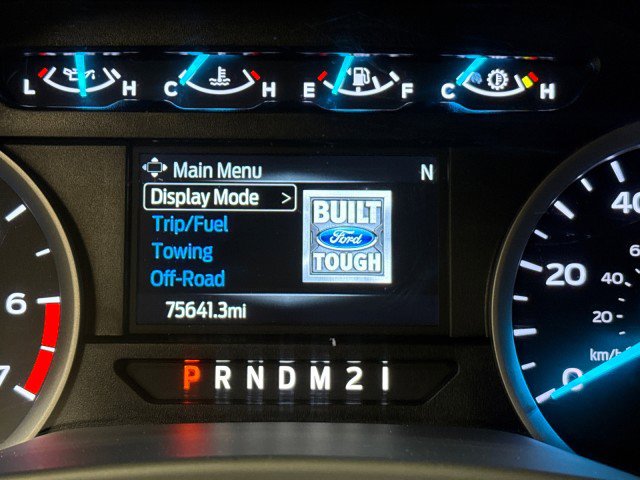 L H C H E F C H
Main Menu N
Display Mode >
Trip/Fuel
Towing
Off-Road
75641.3mi
BUILT
Ford
TOUGH
P R N D M 2 1
6
7
40
20
0
40
20
km/h